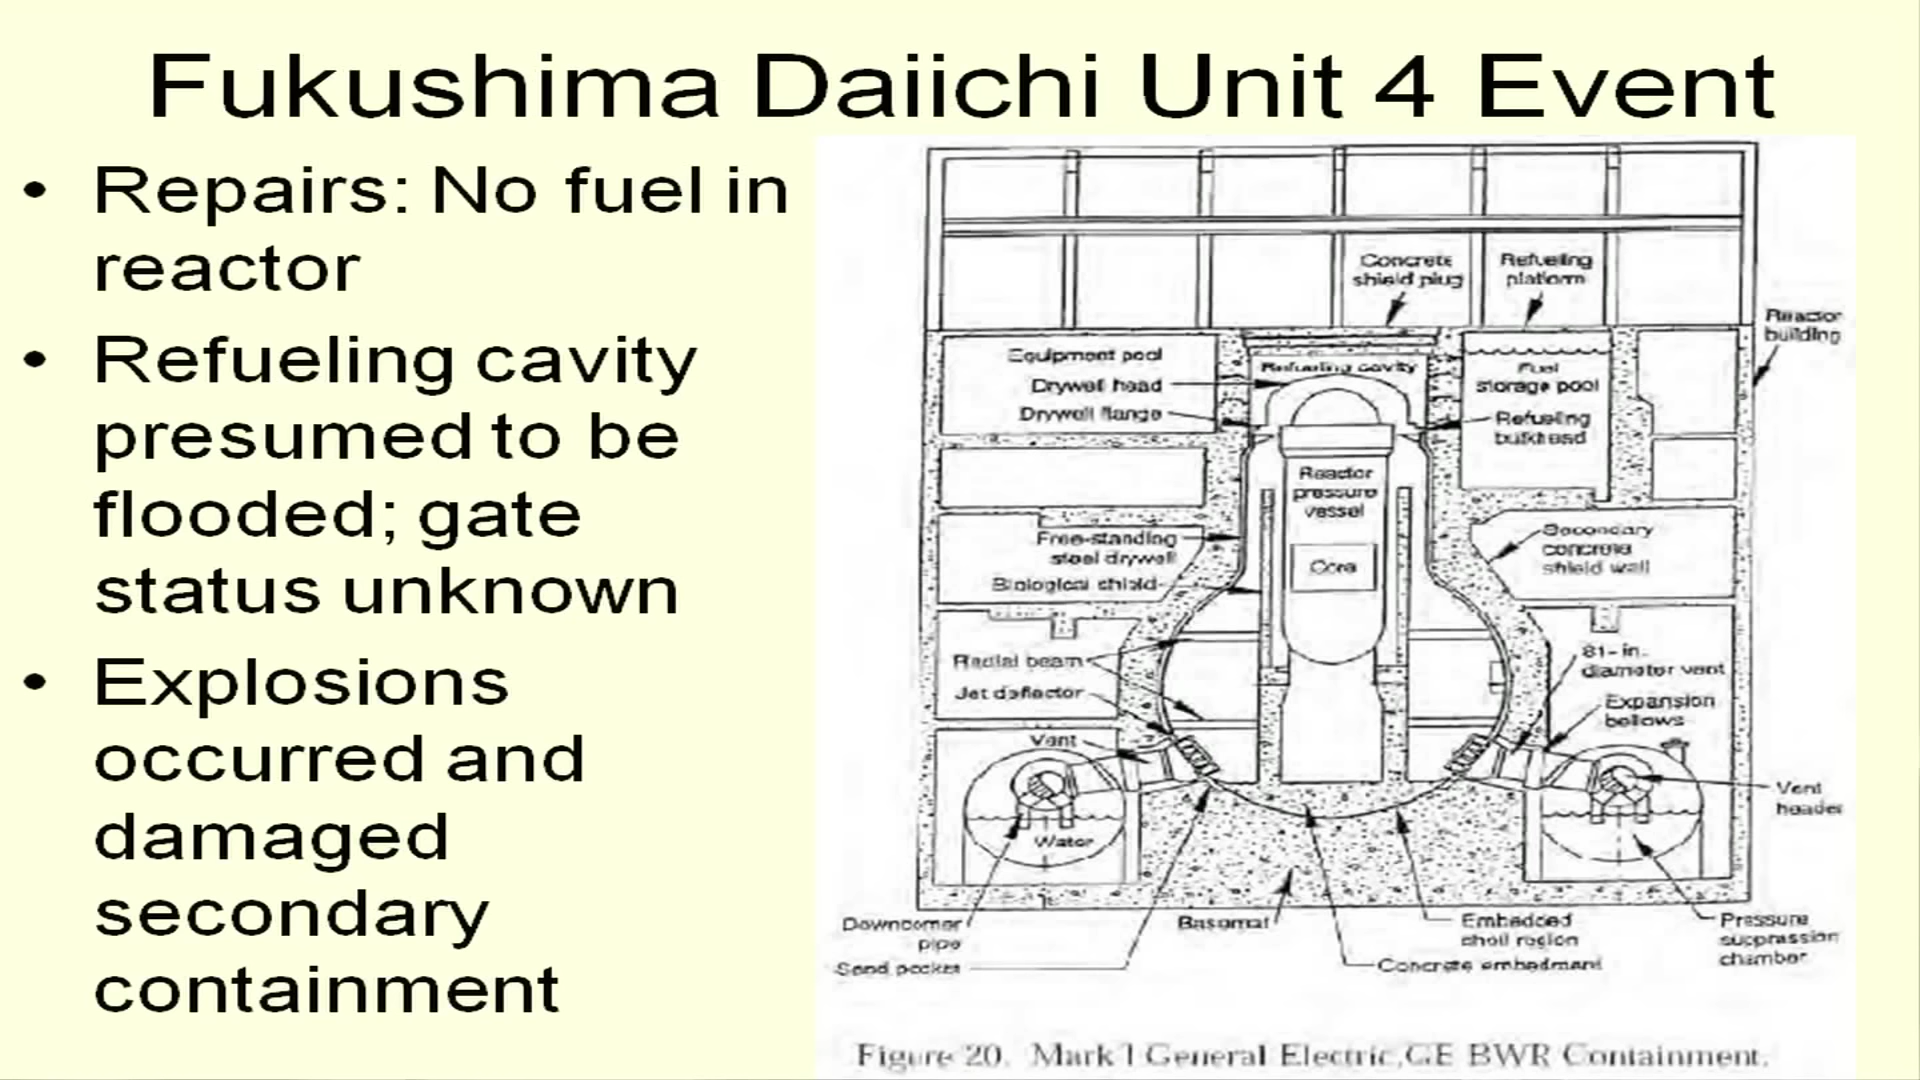 Fukushima Daiichi Unit 4 Event
• Repairs: No fuel in
reactor
• Refueling cavity
presumed to be
flooded; gate
status unknown
• Explosions
occurred and
damaged
secondary
containment
Concrete
shield plug
Refueling
platform
Reactor
building
Equipment pool
Drywell head
Drywell flange
Refueling cavity
Fuel
storage pool
Refueling
bulkhead
Reactor
pressure
vessel
Core
Free-standing
steel drywell
Biological shield
Secondary
concrete
shield wall
Radial beam
Jet deflector
Vent
81-in.
diameter vent
Expansion
bellows
Vent
header
Water
Downcomer
pipe
Sand pocket
Basemat
Embedded
shell region
Concrete embedment
Pressure
suppression
chamber
Figure 20. Mark I General Electric, GE BWR Containment.